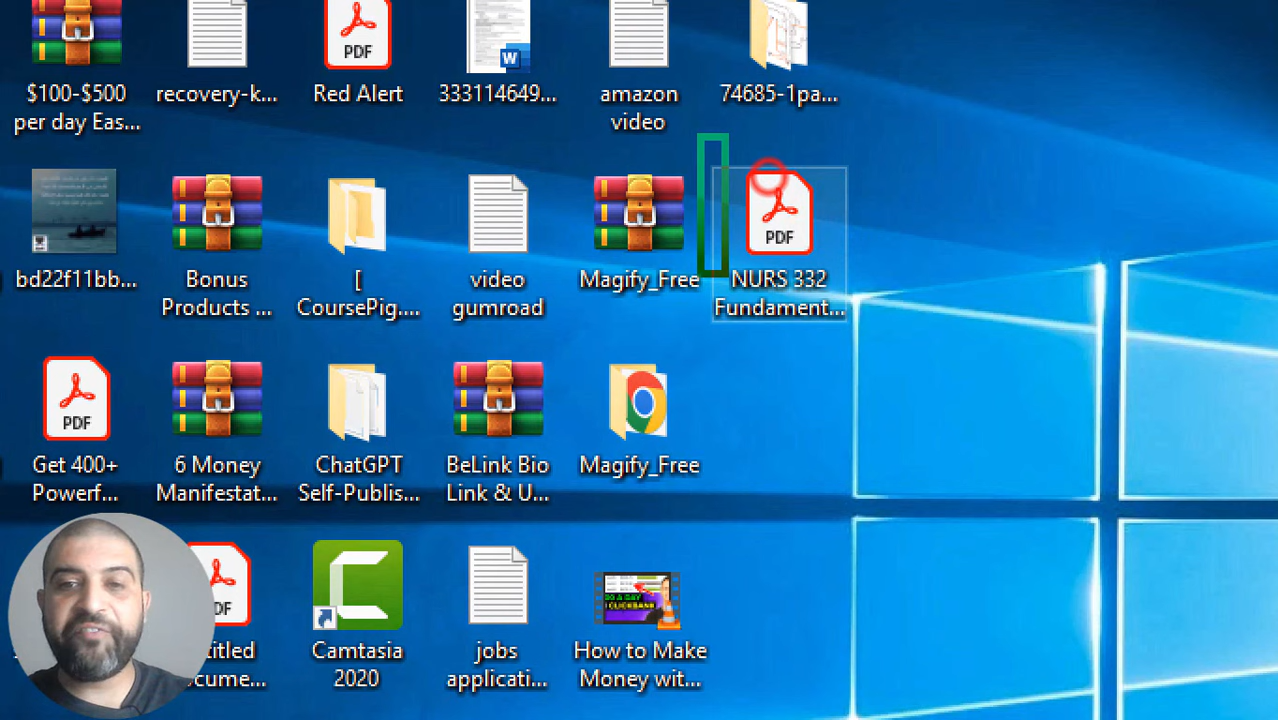 $100-$500
per day Eas...
recovery-k...
PDF
Red Alert
W
333114649...
amazon
video
74685-1pa...
bd22f11bb...
Bonus
Products ...
[
CoursePig....
video
gumroad
Magify_Free
PDF
NURS 332
Fundament...
PDF
Get 400+
Powerf...
6 Money
Manifestat...
ChatGPT
Self-Publis...
BeLink Bio
Link & U...
Magify_Free
DF
titled
cume...
Camtasia
2020
jobs
applicati...
CLICKBANK
How to Make
Money wit...